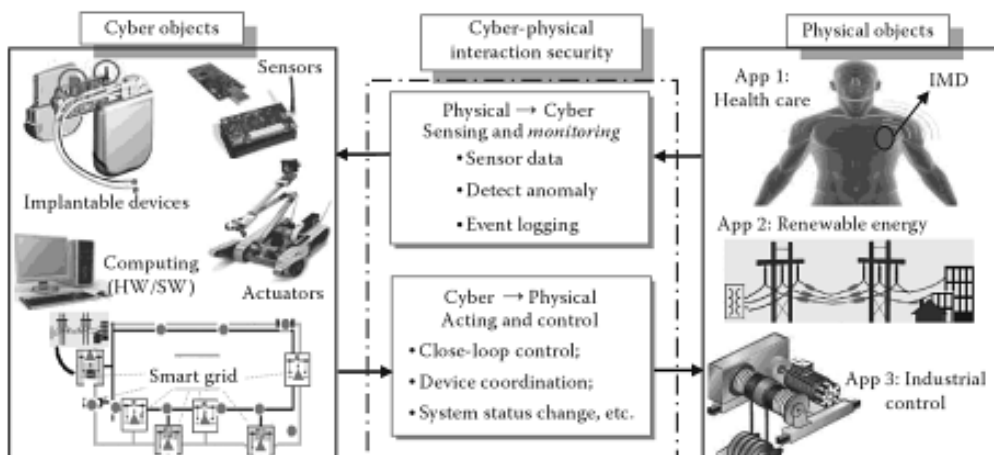 Cyber objects
Sensors
Implantable devices
Computing
(HW/SW)
Actuators
Smart grid
Cyber-physical
interaction security
Physical → Cyber
Sensing and monitoring
•Sensor data
•Detect anomaly
•Event logging
Cyber → Physical
Acting and control
•Close-loop control;
•Device coordination;
•System status change, etc.
Physical objects
App 1:
Health care
IMD
App 2: Renewable energy
App 3: Industrial
control